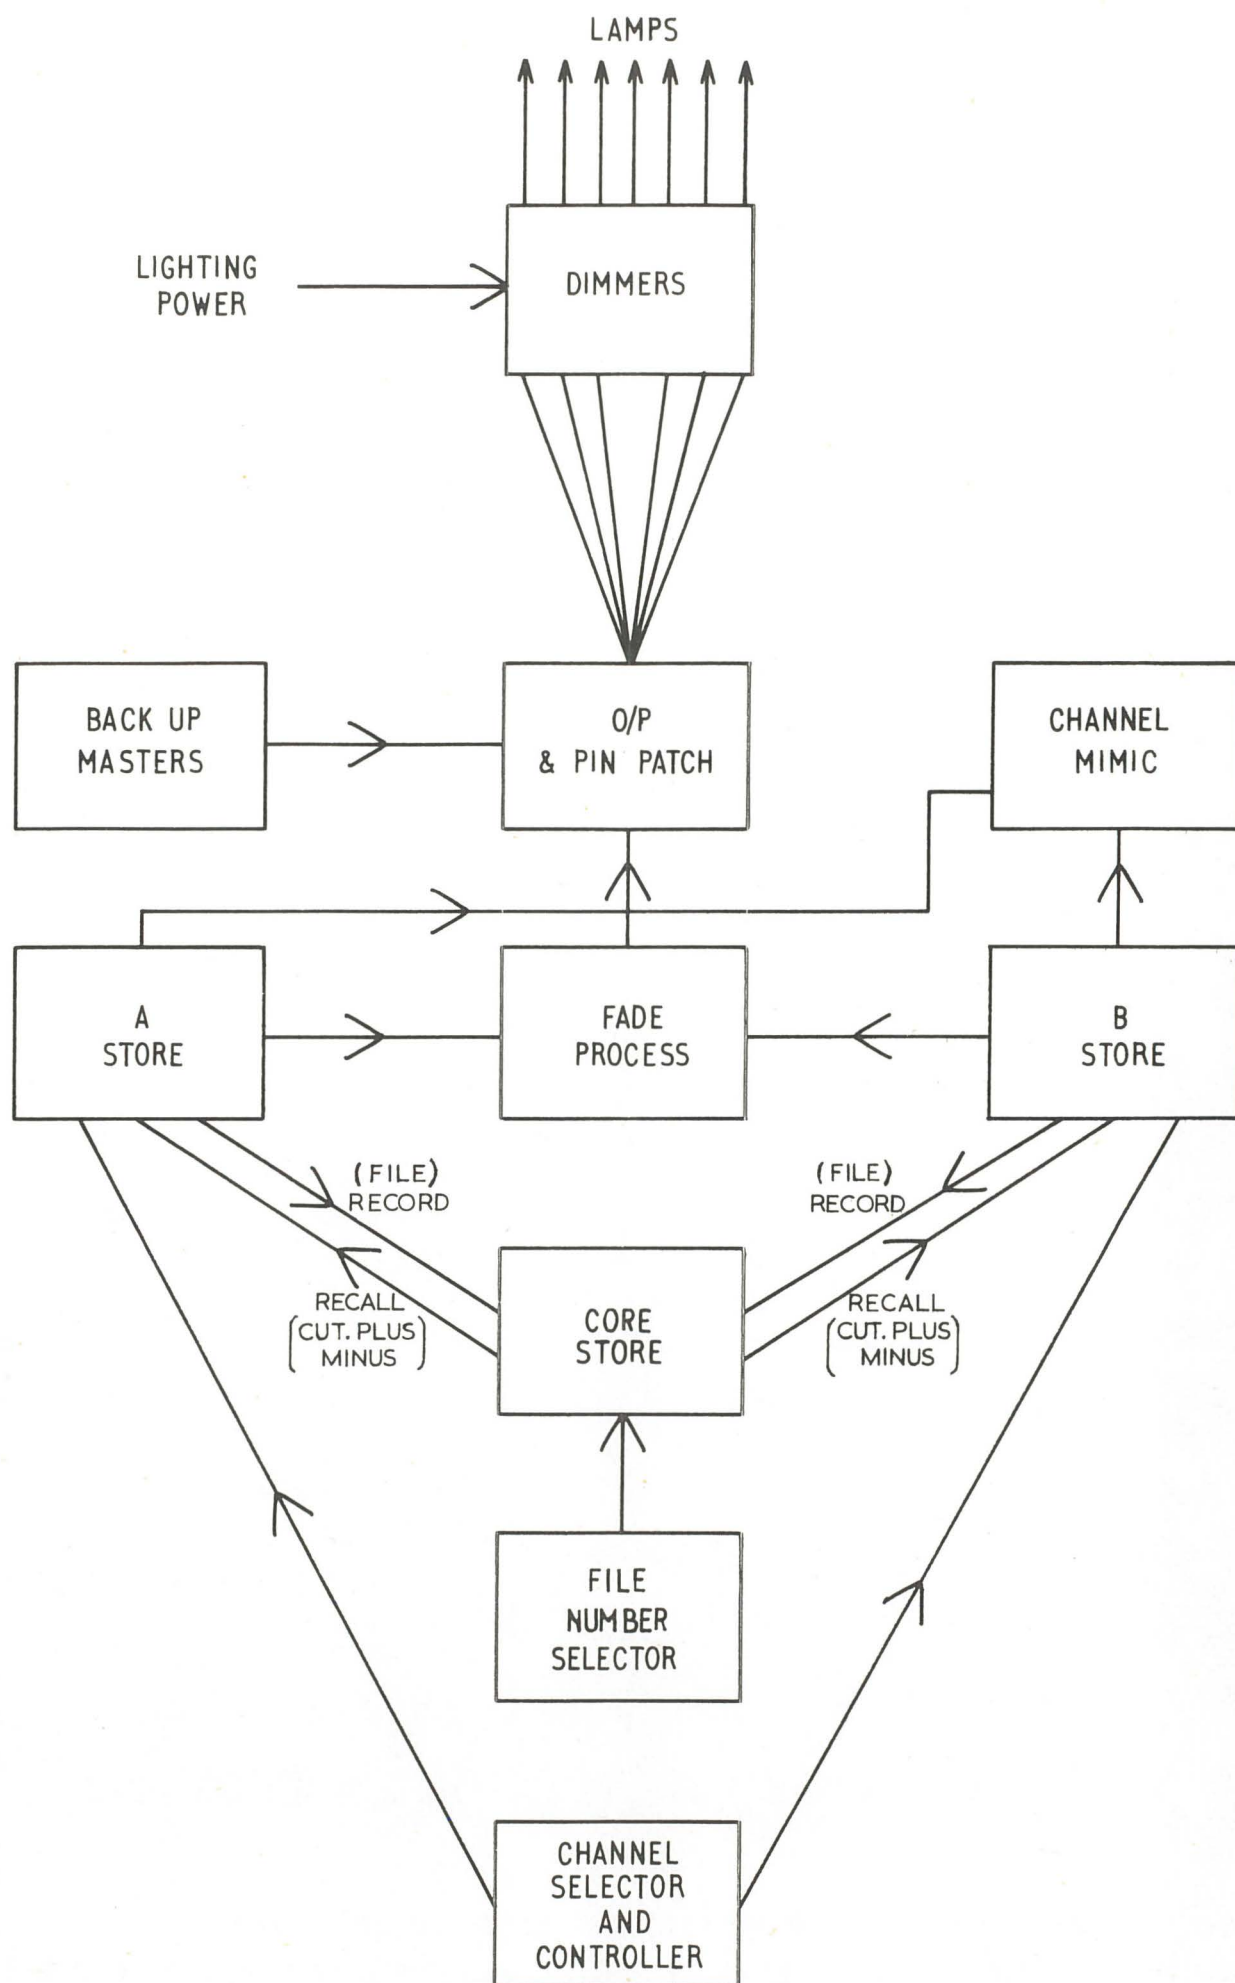 LAMPS
LIGHTING
POWER
DIMMERS
BACK UP
MASTERS
O/P
& PIN PATCH
CHANNEL
MIMIC
A
STORE
FADE
PROCESS
B
STORE
(FILE)
RECORD
(FILE)
RECORD
RECALL
(CUT. PLUS
MINUS)
CORE
STORE
RECALL
(CUT. PLUS
MINUS)
FILE
NUMBER
SELECTOR
CHANNEL
SELECTOR
AND
CONTROLLER